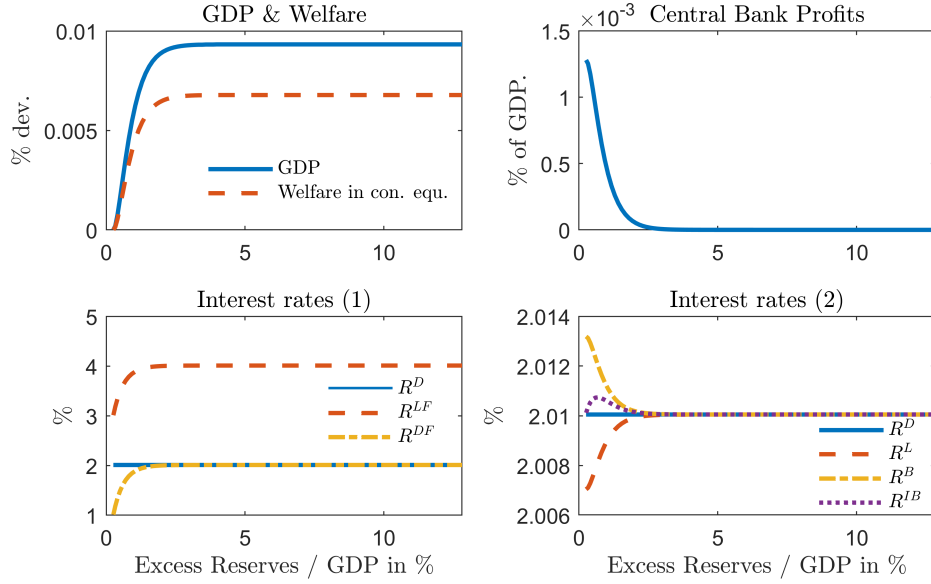 GDP & Welfare
0.01
0.005
0
% dev.
GDP
Welfare in con. equ.
0 5 10
Central Bank Profits
×10⁻³
1.5
1
0.5
0
% of GDP.
0 5 10
Interest rates (1)
5
4
3
2
1
%
R^D
R^{LF}
R^{DF}
0 5 10
Excess Reserves / GDP in %
Interest rates (2)
2.014
2.012
2.01
2.008
2.006
%
R^D
R^L
R^B
R^{IB}
0 5 10
Excess Reserves / GDP in %